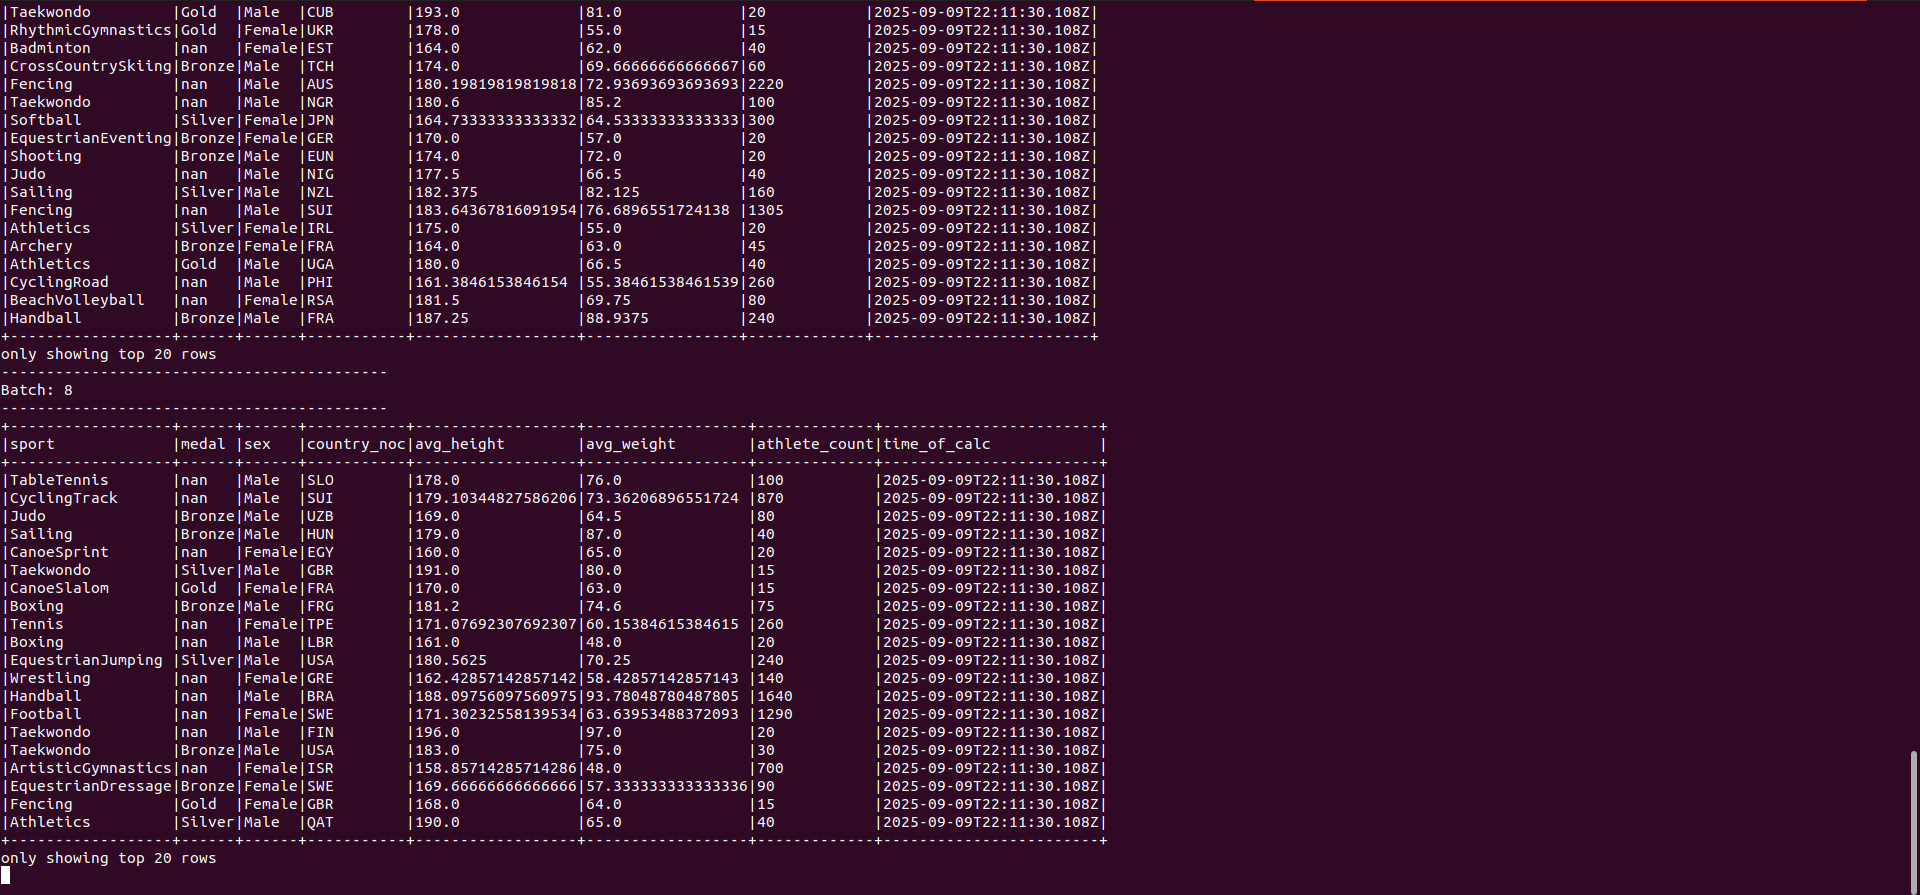 |Taekwondo         |Gold  |Male  |CUB        |193.0             |81.0             |20           |2025-09-09T22:11:30.108Z|
|RhythmicGymnastics|Gold  |Female|UKR        |178.0             |55.0             |15           |2025-09-09T22:11:30.108Z|
|Badminton         |nan   |Female|EST        |164.0             |62.0             |40           |2025-09-09T22:11:30.108Z|
|CrossCountrySkiing|Bronze|Male  |TCH        |174.0             |69.66666666666667|60           |2025-09-09T22:11:30.108Z|
|Fencing           |nan   |Male  |AUS        |180.19819819819818|72.93693693693693|2220         |2025-09-09T22:11:30.108Z|
|Taekwondo         |nan   |Male  |NGR        |180.6             |85.2             |100          |2025-09-09T22:11:30.108Z|
|Softball          |Silver|Female|JPN        |164.73333333333332|64.53333333333333|300          |2025-09-09T22:11:30.108Z|
|EquestrianEventing|Bronze|Female|GER        |170.0             |57.0             |20           |2025-09-09T22:11:30.108Z|
|Shooting          |Bronze|Male  |EUN        |174.0             |72.0             |20           |2025-09-09T22:11:30.108Z|
|Judo              |nan   |Male  |NIG        |177.5             |66.5             |40           |2025-09-09T22:11:30.108Z|
|Sailing           |Silver|Male  |NZL        |182.375           |82.125           |160          |2025-09-09T22:11:30.108Z|
|Fencing           |nan   |Male  |SUI        |183.64367816091954|76.6896551724138 |1305         |2025-09-09T22:11:30.108Z|
|Athletics         |Silver|Female|IRL        |175.0             |55.0             |20           |2025-09-09T22:11:30.108Z|
|Archery           |Bronze|Female|FRA        |164.0             |63.0             |45           |2025-09-09T22:11:30.108Z|
|Athletics         |Gold  |Male  |UGA        |180.0             |66.5             |40           |2025-09-09T22:11:30.108Z|
|CyclingRoad       |nan   |Male  |PHI        |161.3846153846154 |55.38461538461539|260          |2025-09-09T22:11:30.108Z|
|BeachVolleyball   |nan   |Female|RSA        |181.5             |69.75            |80           |2025-09-09T22:11:30.108Z|
|Handball          |Bronze|Male  |FRA        |187.25            |88.9375          |240          |2025-09-09T22:11:30.108Z|
+------------------+------+------+-----------+------------------+-----------------+-------------+------------------------+
only showing top 20 rows
-------------------------------------------
Batch: 8
-------------------------------------------
+------------------+------+------+-----------+------------------+------------------+-------------+------------------------+
|sport             |medal |sex   |country_noc|avg_height        |avg_weight        |athlete_count|time_of_calc            |
+------------------+------+------+-----------+------------------+------------------+-------------+------------------------+
|TableTennis       |nan   |Male  |SLO        |178.0             |76.0              |100          |2025-09-09T22:11:30.108Z|
|CyclingTrack      |nan   |Male  |SUI        |179.10344827586206|73.36206896551724 |870          |2025-09-09T22:11:30.108Z|
|Judo              |Bronze|Male  |UZB        |169.0             |64.5              |80           |2025-09-09T22:11:30.108Z|
|Sailing           |Bronze|Male  |HUN        |179.0             |87.0              |40           |2025-09-09T22:11:30.108Z|
|CanoeSprint       |nan   |Female|EGY        |160.0             |65.0              |20           |2025-09-09T22:11:30.108Z|
|Taekwondo         |Silver|Male  |GBR        |191.0             |80.0              |15           |2025-09-09T22:11:30.108Z|
|CanoeSlalom       |Gold  |Female|FRA        |170.0             |63.0              |15           |2025-09-09T22:11:30.108Z|
|Boxing            |Bronze|Male  |FRG        |181.2             |74.6              |75           |2025-09-09T22:11:30.108Z|
|Tennis            |nan   |Female|TPE        |171.07692307692307|60.15384615384615 |260          |2025-09-09T22:11:30.108Z|
|Boxing            |nan   |Male  |LBR        |161.0             |48.0              |20           |2025-09-09T22:11:30.108Z|
|EquestrianJumping |Silver|Male  |USA        |180.5625          |70.25             |240          |2025-09-09T22:11:30.108Z|
|Wrestling         |nan   |Female|GRE        |162.42857142857142|58.42857142857143 |140          |2025-09-09T22:11:30.108Z|
|Handball          |nan   |Male  |BRA        |188.09756097560975|93.78048780487805 |1640         |2025-09-09T22:11:30.108Z|
|Football          |nan   |Female|SWE        |171.30232558139534|63.63953488372093 |1290         |2025-09-09T22:11:30.108Z|
|Taekwondo         |nan   |Male  |FIN        |196.0             |97.0              |20           |2025-09-09T22:11:30.108Z|
|Taekwondo         |Bronze|Male  |USA        |183.0             |75.0              |30           |2025-09-09T22:11:30.108Z|
|ArtisticGymnastics|nan   |Female|ISR        |158.85714285714286|48.0              |700          |2025-09-09T22:11:30.108Z|
|EquestrianDressage|Bronze|Female|SWE        |169.66666666666666|57.333333333333336|90           |2025-09-09T22:11:30.108Z|
|Fencing           |Gold  |Female|GBR        |168.0             |64.0              |15           |2025-09-09T22:11:30.108Z|
|Athletics         |Silver|Male  |QAT        |190.0             |65.0              |40           |2025-09-09T22:11:30.108Z|
+------------------+------+------+-----------+------------------+------------------+-------------+------------------------+
only showing top 20 rows